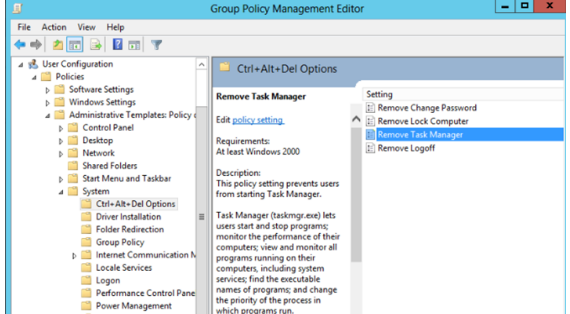 Group Policy Management Editor
File Action View Help
User Configuration
Policies
Software Settings
Windows Settings
Administrative Templates: Policy
Control Panel
Desktop
Network
Shared Folders
Start Menu and Taskbar
System
Ctrl+Alt+Del Options
Driver Installation
Folder Redirection
Group Policy
Internet Communication
Locale Services
Logon
Performance Control Pane
Power Management
Ctrl+Alt+Del Options
Remove Task Manager
Edit policy setting
Requirements:
At least Windows 2000
Description:
This policy setting prevents users
from starting Task Manager.
Task Manager (taskmgr.exe) lets
users start and stop programs;
monitor the performance of their
computers; view and monitor all
programs running on their
computers, including system
services; find the executable
names of programs; and change
the priority of the process in
which programs run.
Setting
Remove Change Password
Remove Lock Computer
Remove Task Manager
Remove Logoff